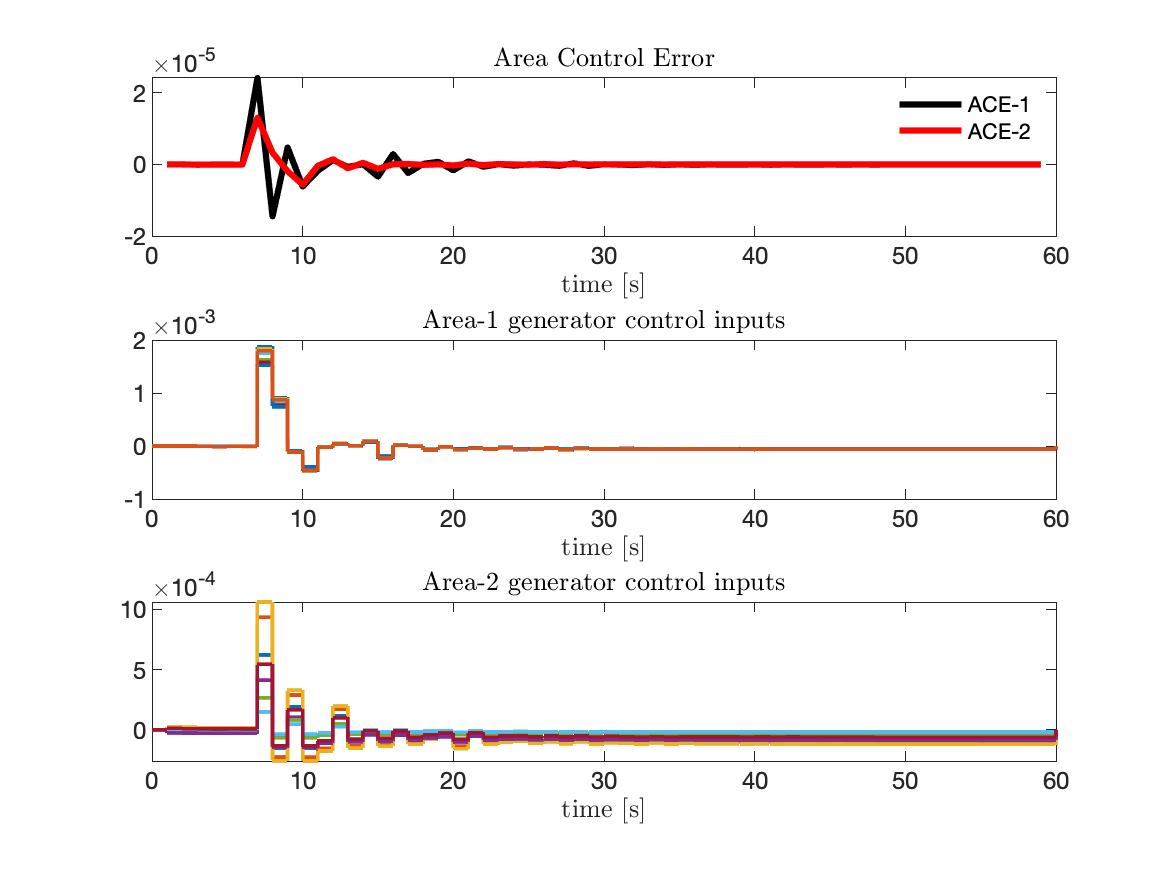 Area Control Error
×10-5
2
0
-2
ACE-1
ACE-2
0 10 20 30 40 50 60
time [s]
Area-1 generator control inputs
×10-3
2
1
0
-1
0 10 20 30 40 50 60
time [s]
Area-2 generator control inputs
×10-4
10
5
0
0 10 20 30 40 50 60
time [s]